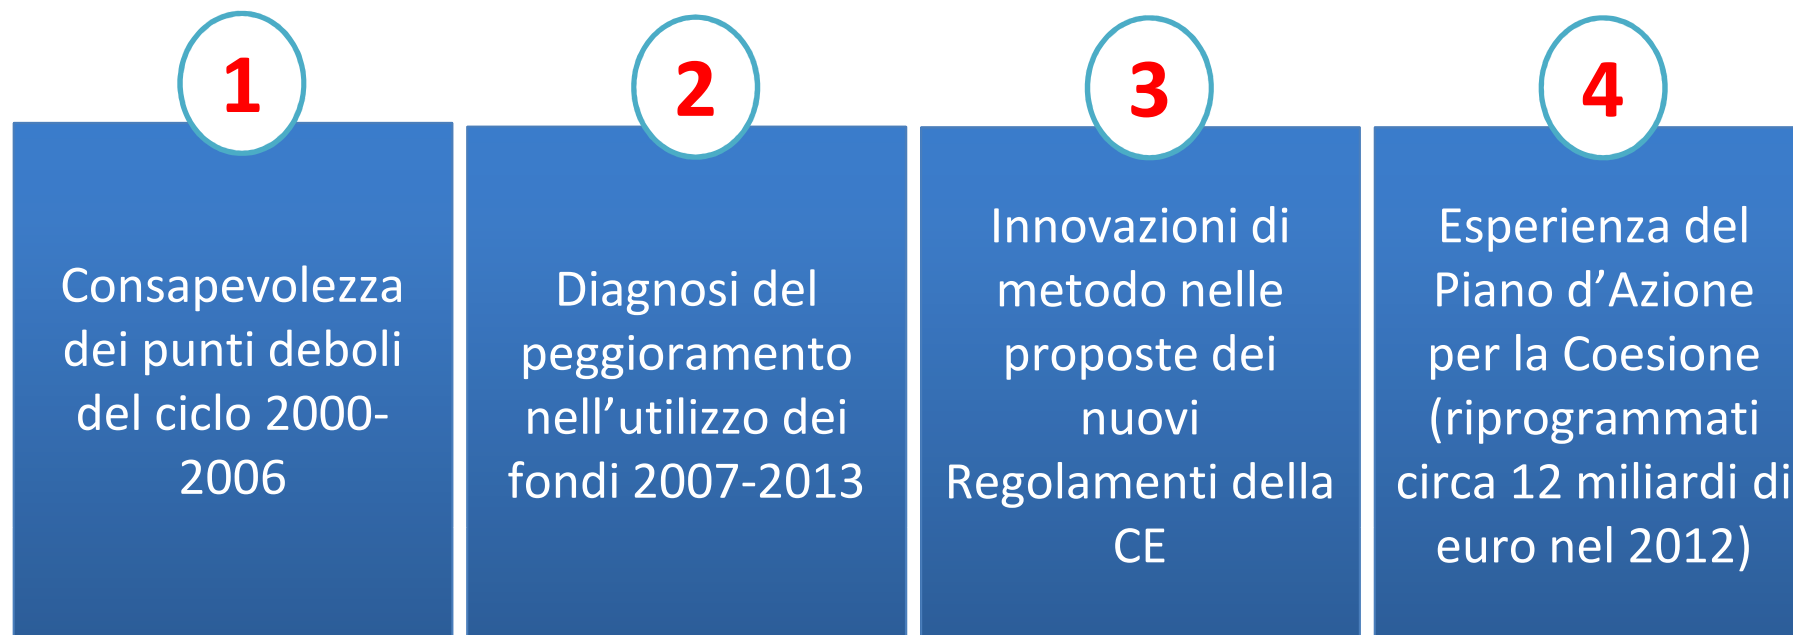 1
Consapevolezza
dei punti deboli
del ciclo 2000-
2006
2
Diagnosi del
peggioramento
nell’utilizzo dei
fondi 2007-2013
3
Innovazioni di
metodo nelle
proposte dei
nuovi
Regolamenti della
CE
4
Esperienza del
Piano d’Azione
per la Coesione
(riprogrammati
circa 12 miliardi di
euro nel 2012)